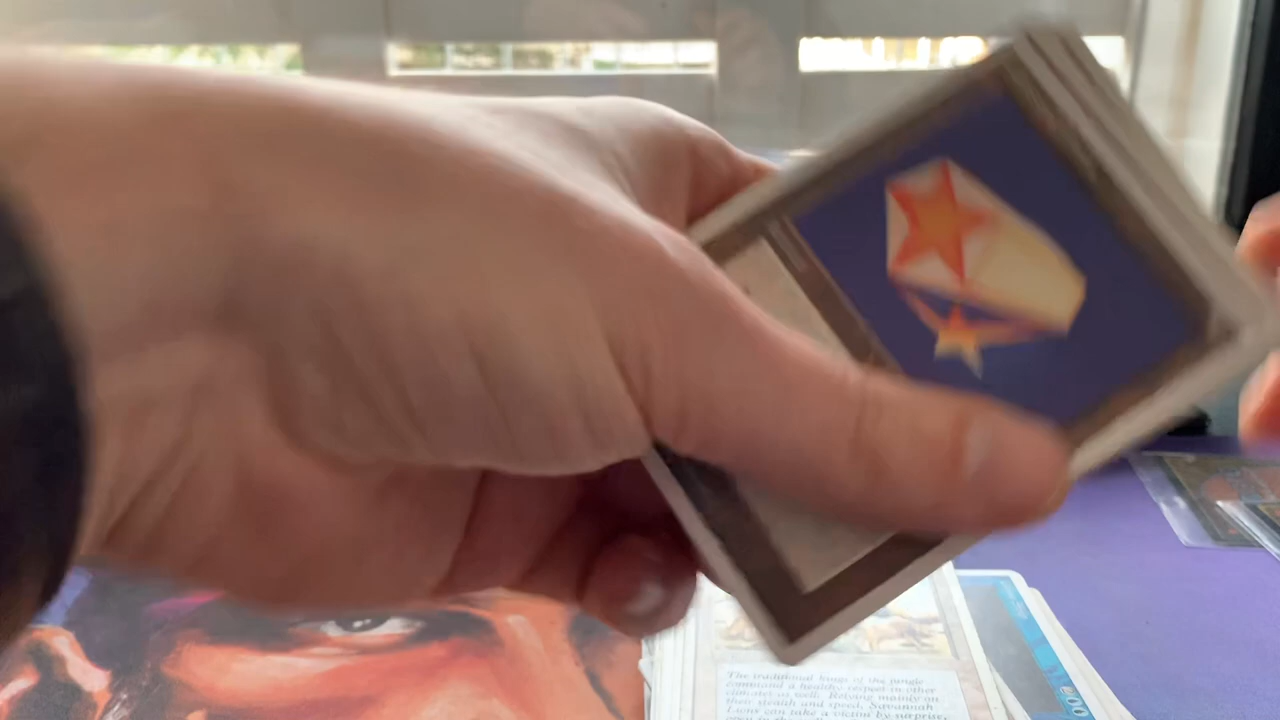 The traditional kings of the jungle
command a healthy respect in other
climates as well. Relying mainly on
their stealth and speed, Savannah
Lions can take a victim by surprise,